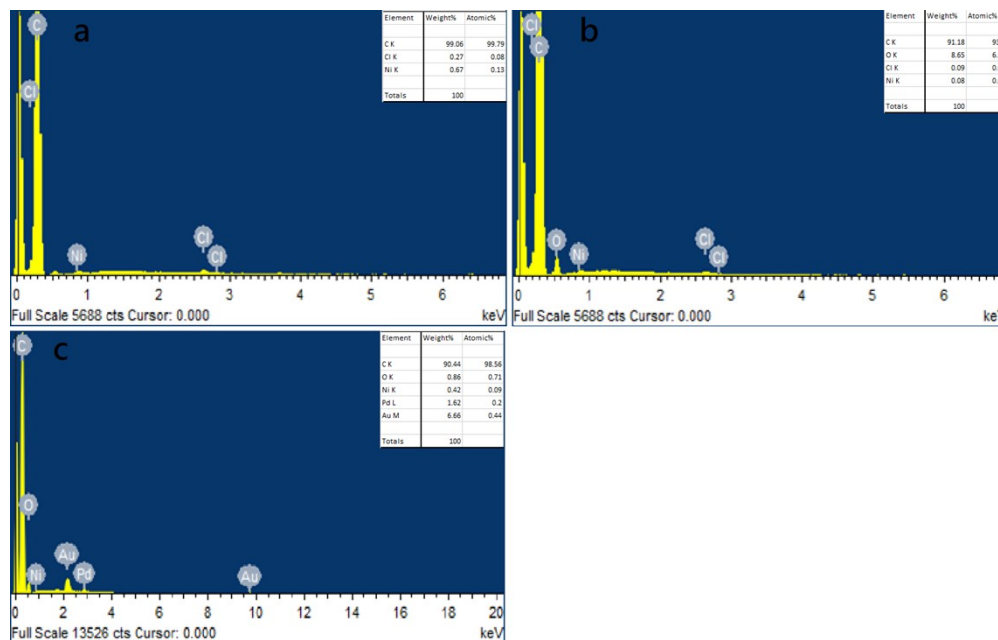 a
Element Weight% Atomic%
C K 99.06 99.79
Cl K 0.27 0.08
Ni K 0.67 0.13
Totals 100
C
Cl
Ni
Cl
Cl
0 1 2 3 4 5 6
Full Scale 5688 cts Cursor: 0.000 keV
b
Element Weight% Atomic%
C K 91.18
O K 8.65
Cl K 0.09
Ni K 0.08
Totals 100
Cl
C
O
Ni
Cl
Cl
0 1 2 3 4 5 6
Full Scale 5688 cts Cursor: 0.000
c
Element Weight% Atomic%
C K 90.44 98.56
O K 0.86 0.71
Ni K 0.42 0.09
Pd L 1.62 0.2
Au M 6.66 0.44
Totals 100
C
O
Ni
Au
Pd
Au
0 2 4 6 8 10 12 14 16 18 20
Full Scale 13526 cts Cursor: 0.000 keV